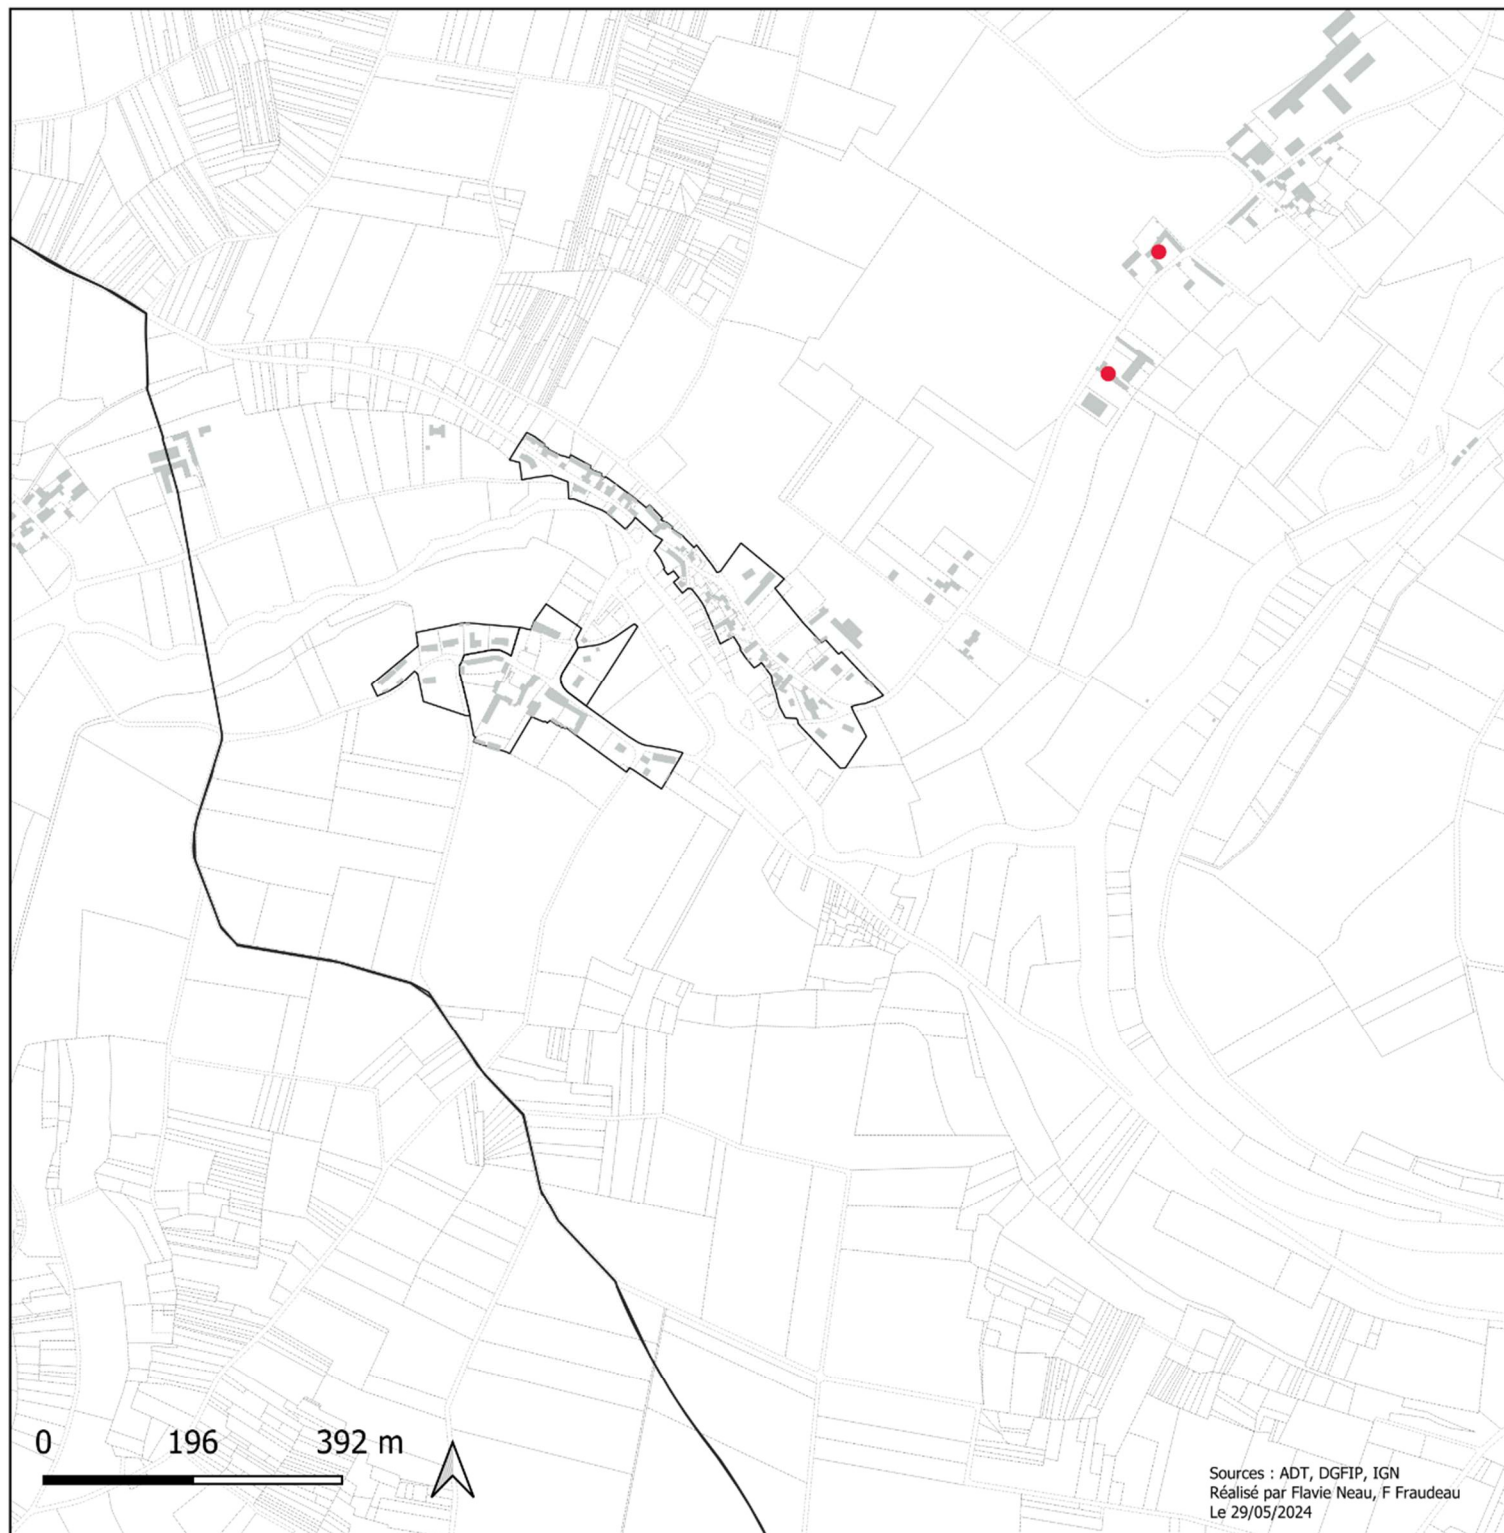 0 196 392 m
Sources : ADT, DGFIP, IGN
Réalisé par Flavie Neau, F Fraudeau
Le 29/05/2024